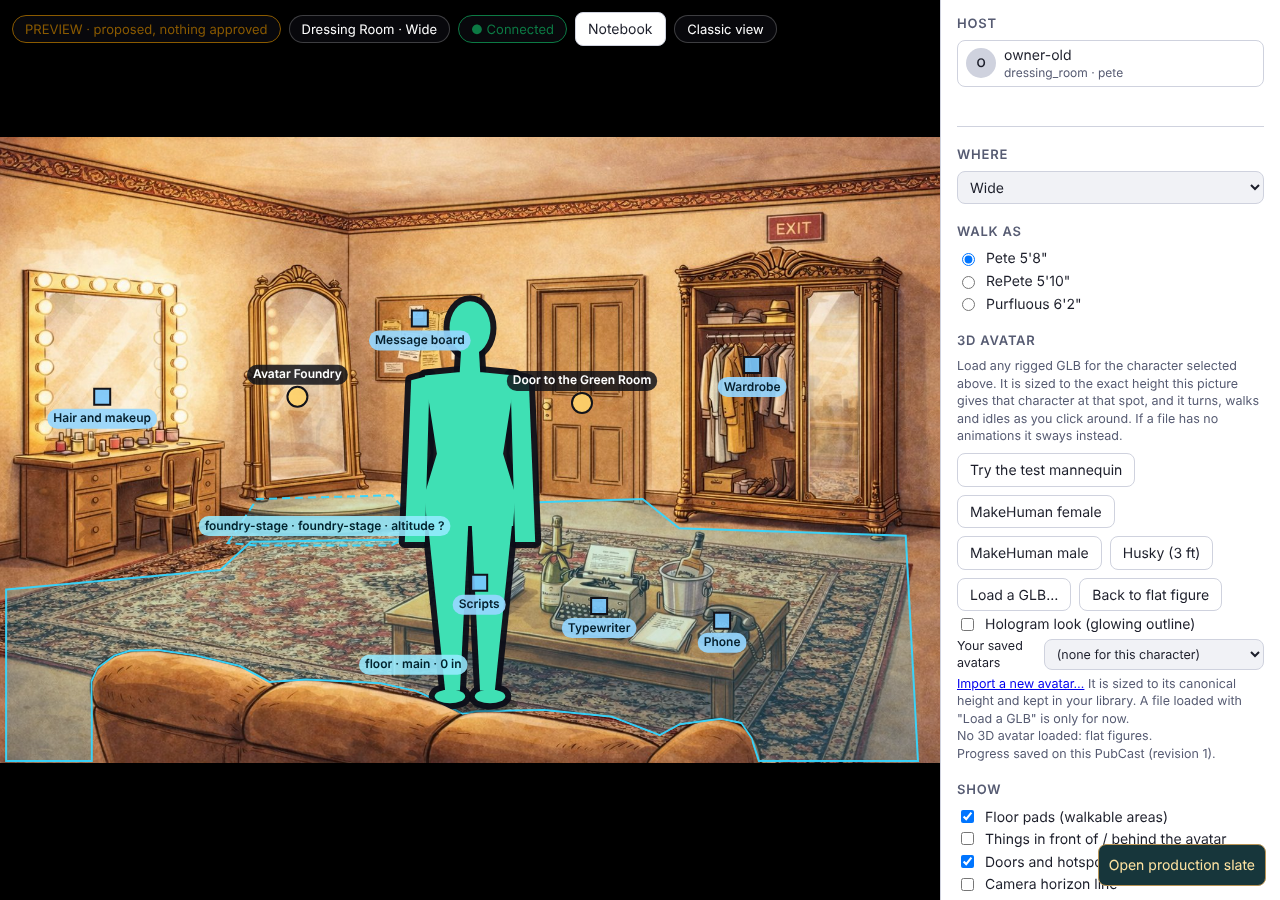 PREVIEW · proposed, nothing approved
Dressing Room · Wide
Connected
Notebook
Classic view
EXIT
Message board
Avatar Foundry
Door to the Green Room
Wardrobe
Hair and makeup
foundry-stage · foundry-stage · altitude ?
Scripts
Typewriter
Phone
floor · main · 0 in
HOST
O
owner-old
dressing_room · pete
WHERE
Wide
WALK AS
Pete 5'8"
RePete 5'10"
Purfluous 6'2"
3D AVATAR
Load any rigged GLB for the character selected
above. It is sized to the exact height this picture
gives that character at that spot, and it turns, walks
and idles as you click around. If a file has no
animations it sways instead.
Try the test mannequin
MakeHuman female
MakeHuman male
Husky (3 ft)
Load a GLB...
Back to flat figure
Hologram look (glowing outline)
Your saved
avatars
(none for this character)
Import a new avatar... It is sized to its canonical
height and kept in your library. A file loaded with
"Load a GLB" is only for now.
No 3D avatar loaded: flat figures.
Progress saved on this PubCast (revision 1).
SHOW
Floor pads (walkable areas)
Things in front of / behind the avatar
Doors and
Open production slate
Camera horizon